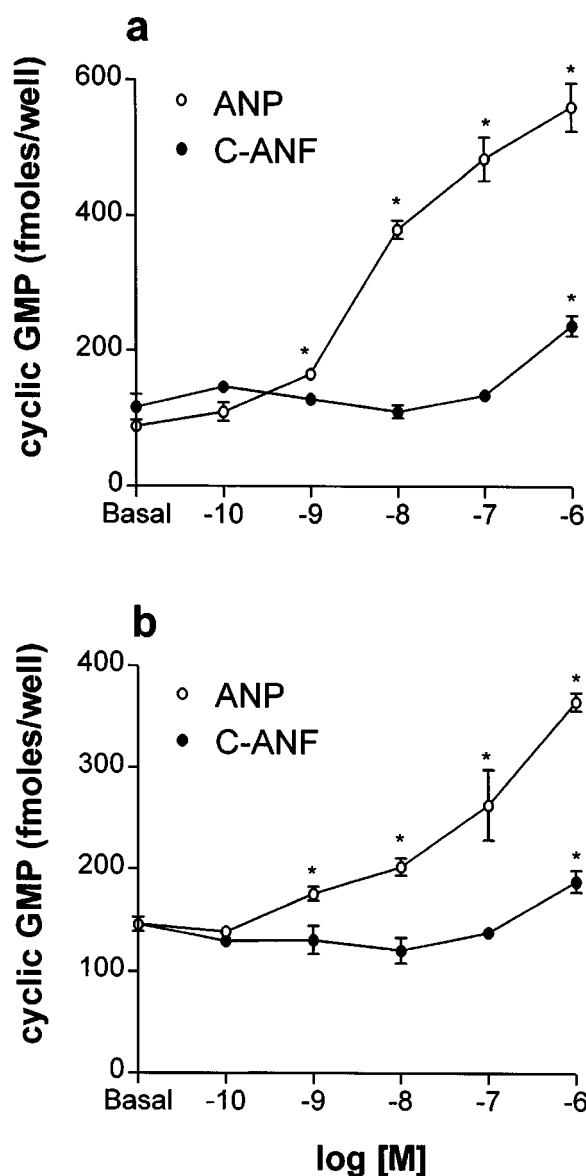 a
cyclic GMP (fmoles/well)
600
400
200
0
ANP
C-ANF
*
*
*
*
*
Basal -10 -9 -8 -7 -6
b
cyclic GMP (fmoles/well)
400
300
200
100
0
ANP
C-ANF
*
*
*
*
*
Basal -10 -9 -8 -7 -6
log [M]